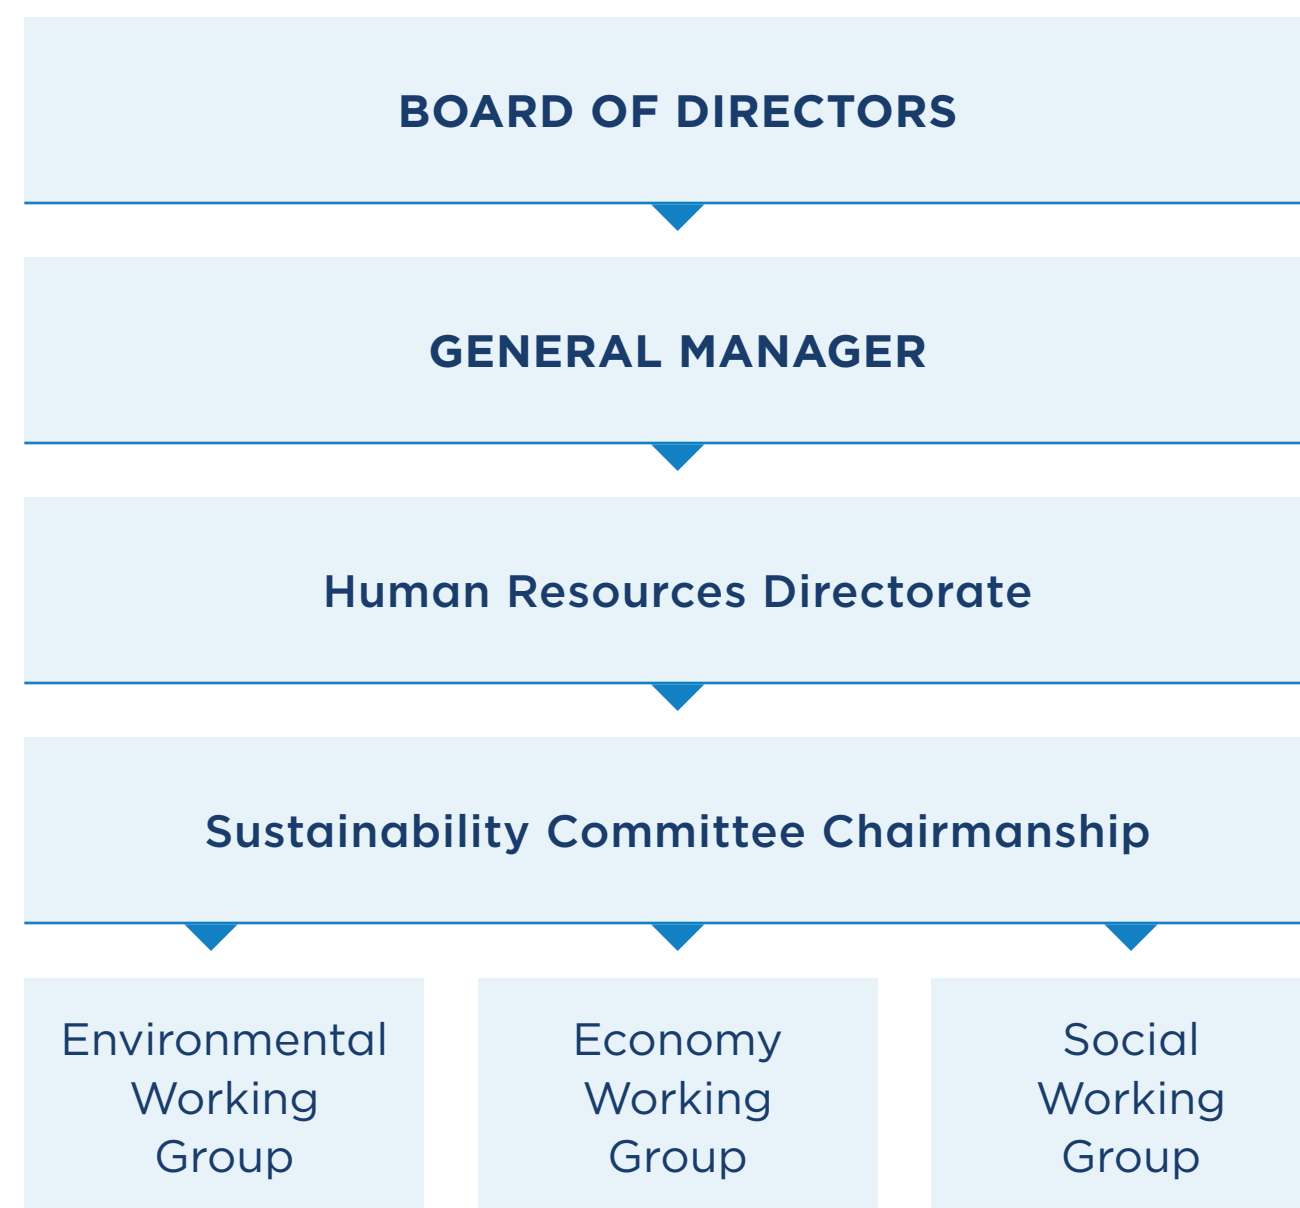 BOARD OF DIRECTORS
GENERAL MANAGER
Human Resources Directorate
Sustainability Committee Chairmanship
Environmental
Working
Group
Economy
Working
Group
Social
Working
Group